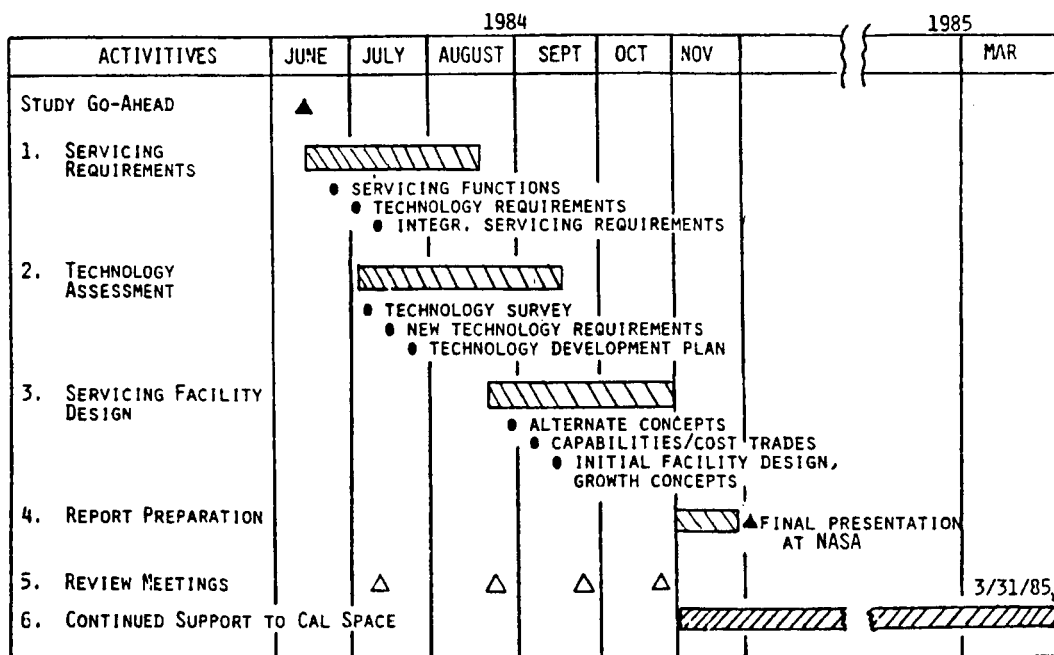 1984
1985
ACTIVITIES JUNE JULY AUGUST SEPT OCT NOV MAR
STUDY GO-AHEAD
1. SERVICING
REQUIREMENTS
• SERVICING FUNCTIONS
• TECHNOLOGY REQUIREMENTS
• INTEGR. SERVICING REQUIREMENTS
2. TECHNOLOGY
ASSESSMENT
• TECHNOLOGY SURVEY
• NEW TECHNOLOGY REQUIREMENTS
• TECHNOLOGY DEVELOPMENT PLAN
3. SERVICING FACILITY
DESIGN
• ALTERNATE CONCEPTS
• CAPABILITIES/COST TRADES
• INITIAL FACILITY DESIGN,
GROWTH CONCEPTS
4. REPORT PREPARATION
FINAL PRESENTATION
AT NASA
5. REVIEW MEETINGS
3/31/85
6. CONTINUED SUPPORT TO CAL SPACE